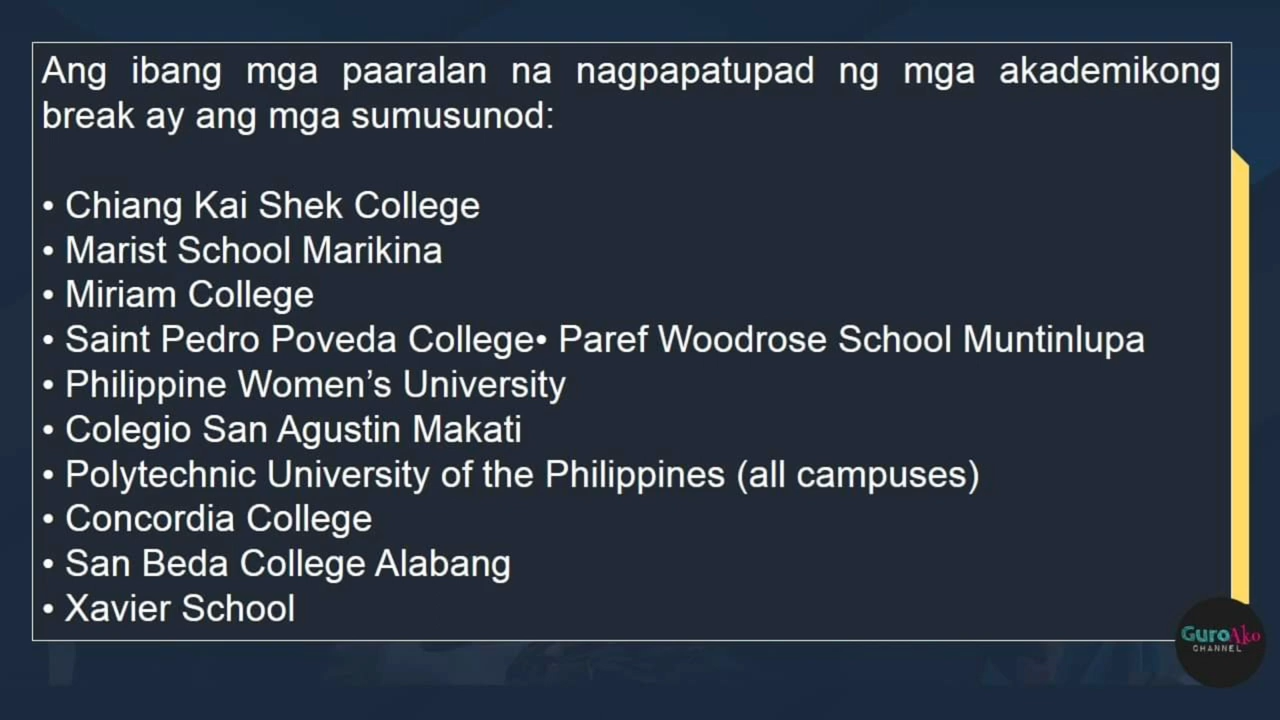 Ang ibang mga paaralan na nagpapatupad ng mga akademikong
break ay ang mga sumusunod:
• Chiang Kai Shek College
• Marist School Marikina
• Miriam College
• Saint Pedro Poveda College• Paref Woodrose School Muntinlupa
• Philippine Women’s University
• Colegio San Agustin Makati
• Polytechnic University of the Philippines (all campuses)
• Concordia College
• San Beda College Alabang
• Xavier School
GuroAko
CHANNEL